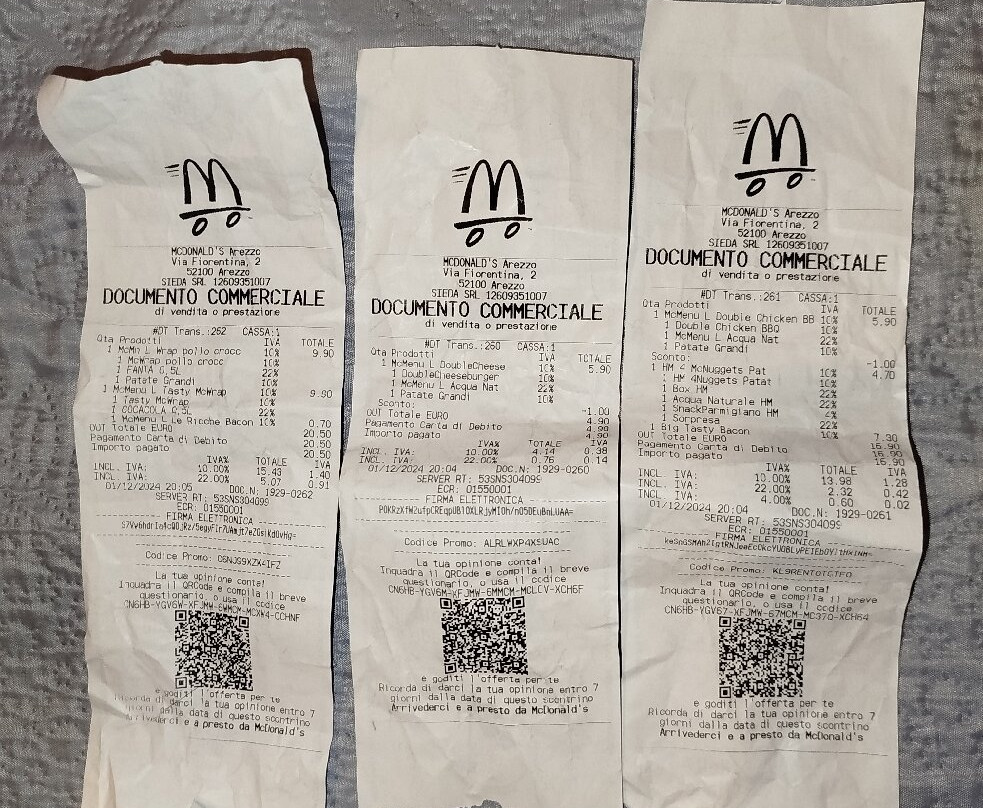 MCDONALD'S Arezzo
Via Fiorentina, 2
52100 Arezzo
SIEDA SRL 12609351007
DOCUMENTO COMMERCIALE
di vendita o prestazione
#DT Trans.:262 CASSA:1
Qta Prodotti IVA TOTALE
1 McMn L Wrap pollo crocc 10% 9.90
1 McWrap pollo crocc 10%
1 FANTA 0,5L 22%
1 Patate Grandi 10%
1 McMenu L Tasty McWrap 10% 9.90
1 Tasty McWrap 10%
1 COCACOLA 0,5L 22%
1 McMenu L Le Ricche Bacon 10% 0.70
OUT Totale EURO 20.50
Pagamento Carta di Debito 20.50
Importo pagato 20.50
IVA% TOTALE IVA
INCL. IVA: 10.00% 15.43 1.40
INCL. IVA: 22.00% 5.07 0.91
01/12/2024 20:05 DOC.N: 1929-0262
SERVER RT: 53SNS304099
ECR: 01550001
FIRMA ELETTRONICA
Codice Promo:
La tua opinione conta!
Inquadra il QRCode e compila il breve
questionario, o usa il codice
e goditi l'offerta per te
Ricorda di darci la tua opinione entro 7
giorni dalla data di questo scontrino
Arrivederci e a presto da McDonald's
MCDONALD'S Arezzo
Via Fiorentina, 2
52100 Arezzo
SIEDA SRL 12609351007
DOCUMENTO COMMERCIALE
di vendita o prestazione
#DT Trans.:260 CASSA:1
Qta Prodotti IVA TOTALE
1 McMenu L DoubleCheese 10% 5.90
1 DoubleCheeseburger 10%
1 McMenu L Acqua Nat 22%
1 Patate Grandi 10%
Sconto: -1.00
OUT Totale EURO 4.90
Pagamento Carta di Debito 4.90
Importo pagato 4.90
IVA% TOTALE IVA
INCL. IVA: 10.00% 4.14 0.38
INCL. IVA: 22.00% 0.76 0.14
01/12/2024 20:04 DOC.N: 1929-0260
SERVER RT: 53SNS304099
ECR: 01550001
FIRMA ELETTRONICA
Codice Promo: ALRLWXP4XSUAC
La tua opinione conta!
Inquadra il QRCode e compila il breve
questionario, o usa il codice
CN6HB-YGV6M-XFJMW-6MMCM-MCLCV-XCH6F
e goditi l'offerta per te
Ricorda di darci la tua opinione entro 7
giorni dalla data di questo scontrino
Arrivederci e a presto da McDonald's
MCDONALD'S Arezzo
Via Fiorentina, 2
52100 Arezzo
SIEDA SRL 12609351007
DOCUMENTO COMMERCIALE
di vendita o prestazione
#DT Trans.:261 CASSA:1
Qta Prodotti IVA TOTALE
1 McMenu L Double Chicken BB 10% 5.90
1 Double Chicken BBQ 10%
1 McMenu L Acqua Nat 22%
1 Patate Grandi 10%
Sconto: -1.00
1 HM 4 McNuggets Pat 10% 4.70
1 HM 4Nuggets Patat 10%
1 Box HM 22%
1 Acqua Naturale HM 22%
1 SnackParmigiano HM 4%
1 Sorpresa 22%
1 Big Tasty Bacon 10% 7.30
OUT Totale EURO 16.90
Pagamento Carta di Debito 16.90
Importo pagato 16.90
IVA% TOTALE IVA
INCL. IVA: 10.00% 13.98 1.28
INCL. IVA: 22.00% 2.32 0.42
INCL. IVA: 4.00% 0.60 0.02
01/12/2024 20:04 DOC.N: 1929-0261
SERVER RT: 53SNS304099
ECR: 01550001
FIRMA ELETTRONICA
Codice Promo:
La tua opinione conta!
Inquadra il QRCode e compila il breve
questionario, o usa il codice
CN6HB-YGV67-XFJMW-67MCM-MC37Q-XCH64
e goditi l'offerta per te
Ricorda di darci la tua opinione entro 7
giorni dalla data di questo scontrino
Arrivederci e a presto da McDonald's